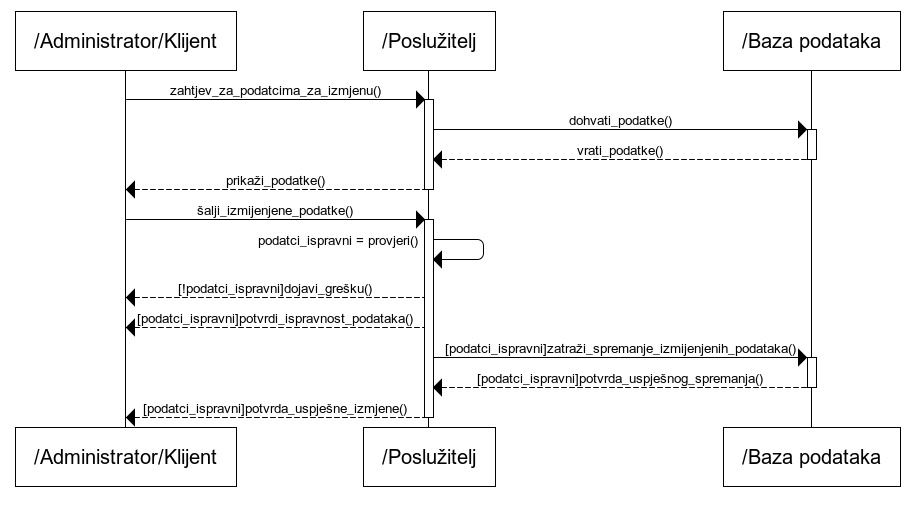 /Administrator/Klijent
/Poslužitelj
/Baza podataka
zahtjev_za_podatcima_za_izmjenu()
dohvati_podatke()
vrati_podatke()
prikaži_podatke()
šalji_izmijenjene_podatke()
podatci_ispravni = provjeri()
[!podatci_ispravni]dojavi_grešku()
[podatci_ispravni]potvrdi_ispravnost_podataka()
[podatci_ispravni]zatraži_spremanje_izmijenjenih_podataka()
[podatci_ispravni]potvrda_uspješnog_spremanja()
[podatci_ispravni]potvrda_uspješne_izmjene()
/Administrator/Klijent
/Poslužitelj
/Baza podataka